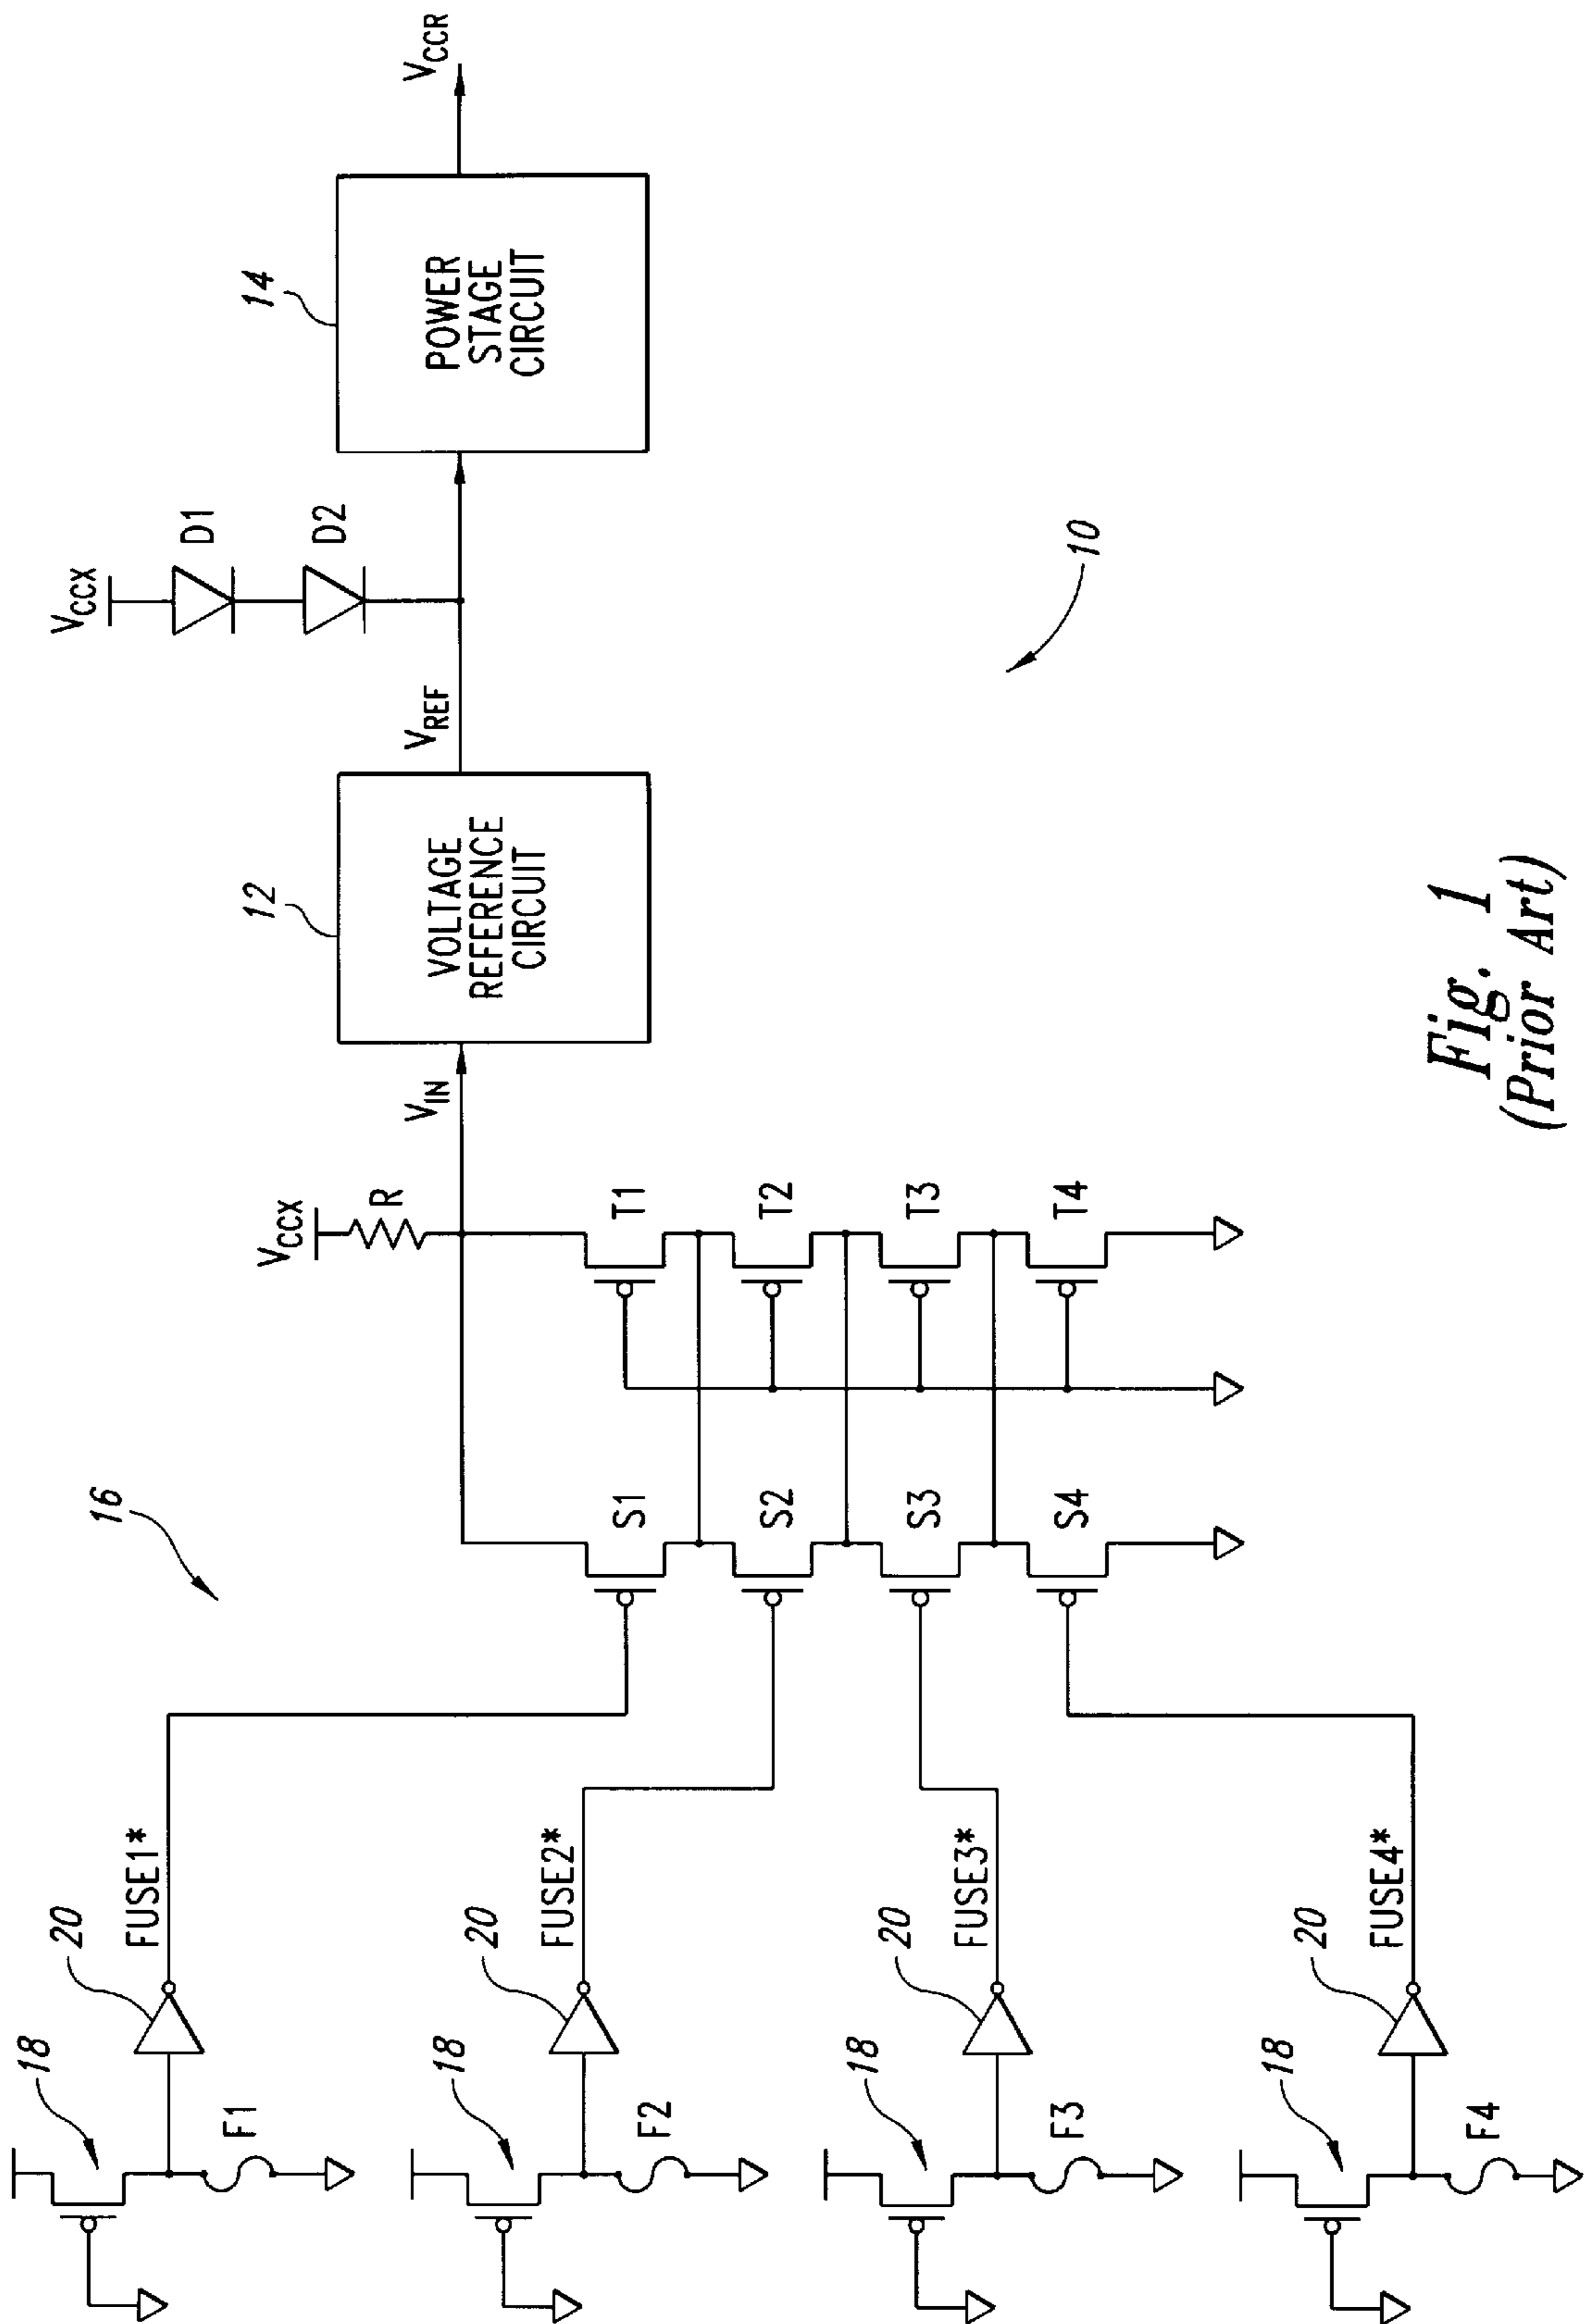 16
18
20
FUSE1*
F1
18
20
FUSE2*
F2
18
20
FUSE3*
F3
18
20
FUSE4*
F4
S1
S2
S3
S4
VCCX
R
T1
T2
T3
T4
VIN
12
VOLTAGE
REFERENCE
CIRCUIT
VREF
VCCX
D1
D2
14
POWER
STAGE
CIRCUIT
VCCR
10
Fig. 1
(Prior Art)